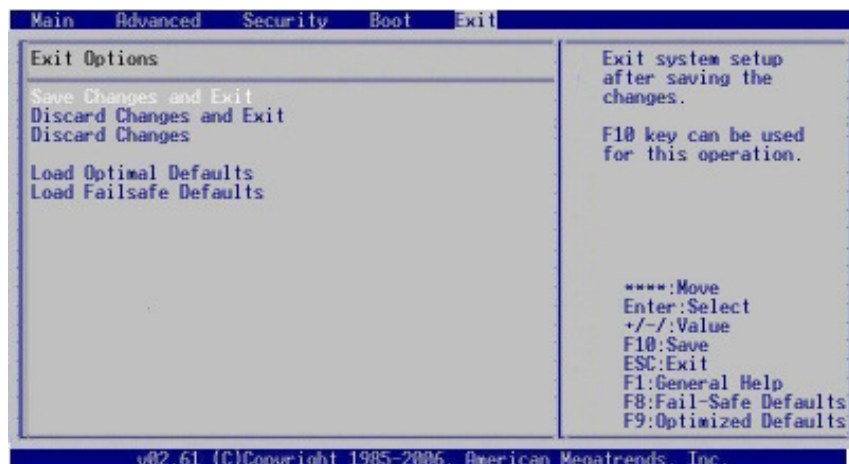 Main Advanced Security Boot Exit
Exit Options
Save Changes and Exit
Discard Changes and Exit
Discard Changes
Load Optimal Defaults
Load Failsafe Defaults
Exit system setup
after saving the
changes.
F10 key can be used
for this operation.
****:Move
Enter:Select
+/-/:Value
F10:Save
ESC:Exit
F1:General Help
F8:Fail-Safe Defaults
F9:Optimized Defaults
v02.61 (C)Copyright 1985-2006, American Megatrends, Inc.